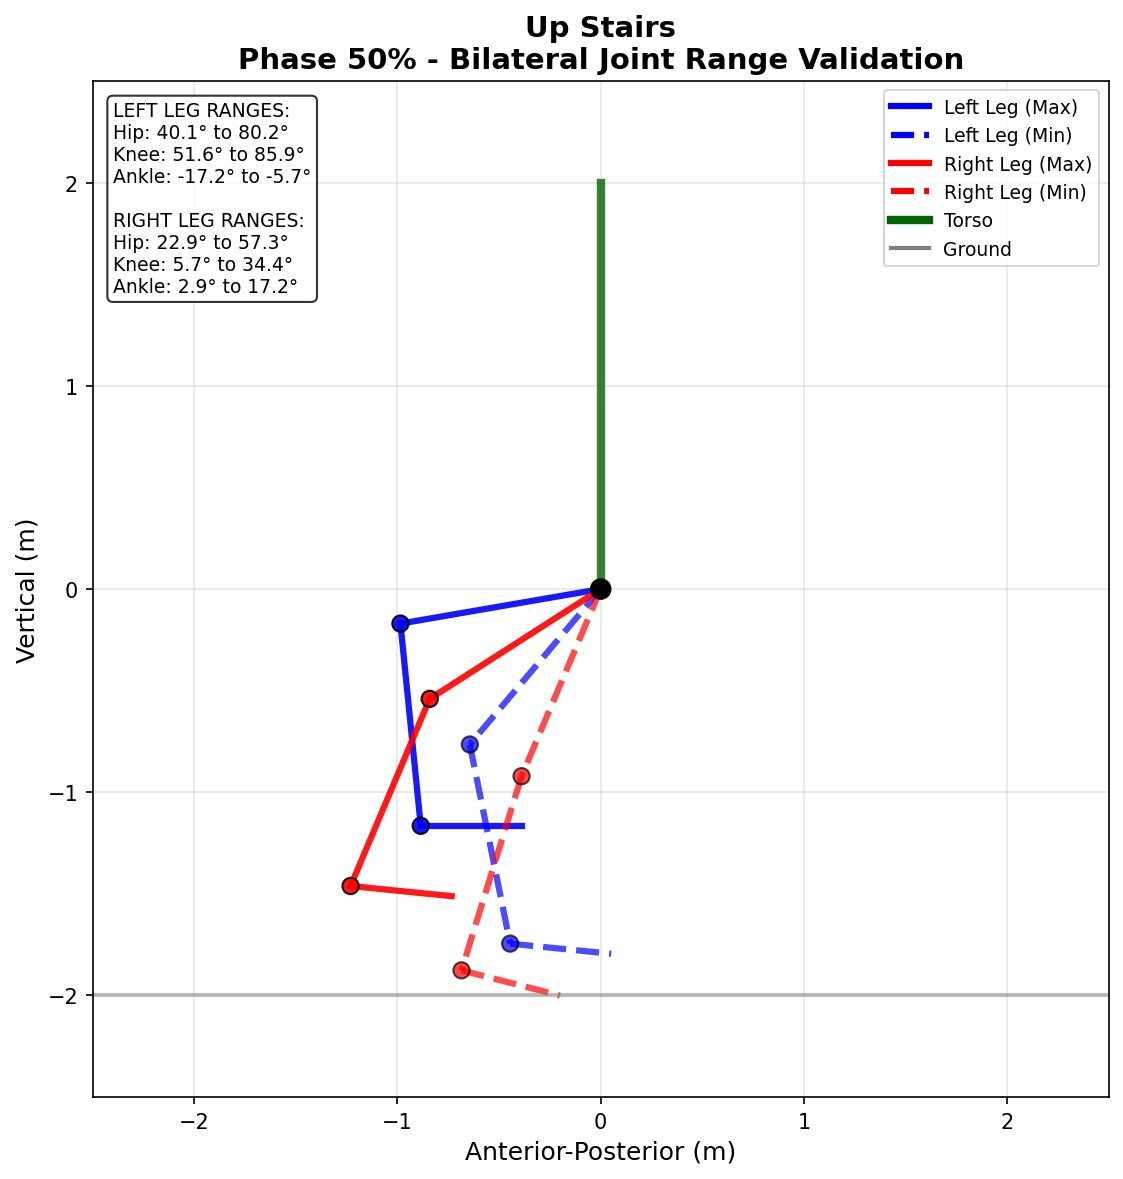 Up Stairs
Phase 50% - Bilateral Joint Range Validation
LEFT LEG RANGES:
Hip: 40.1° to 80.2°
Knee: 51.6° to 85.9°
Ankle: -17.2° to -5.7°
RIGHT LEG RANGES:
Hip: 22.9° to 57.3°
Knee: 5.7° to 34.4°
Ankle: 2.9° to 17.2°
Left Leg (Max)
Left Leg (Min)
Right Leg (Max)
Right Leg (Min)
Torso
Ground
2
1
0
−1
−2
Vertical (m)
−2
−1
0
1
2
Anterior-Posterior (m)